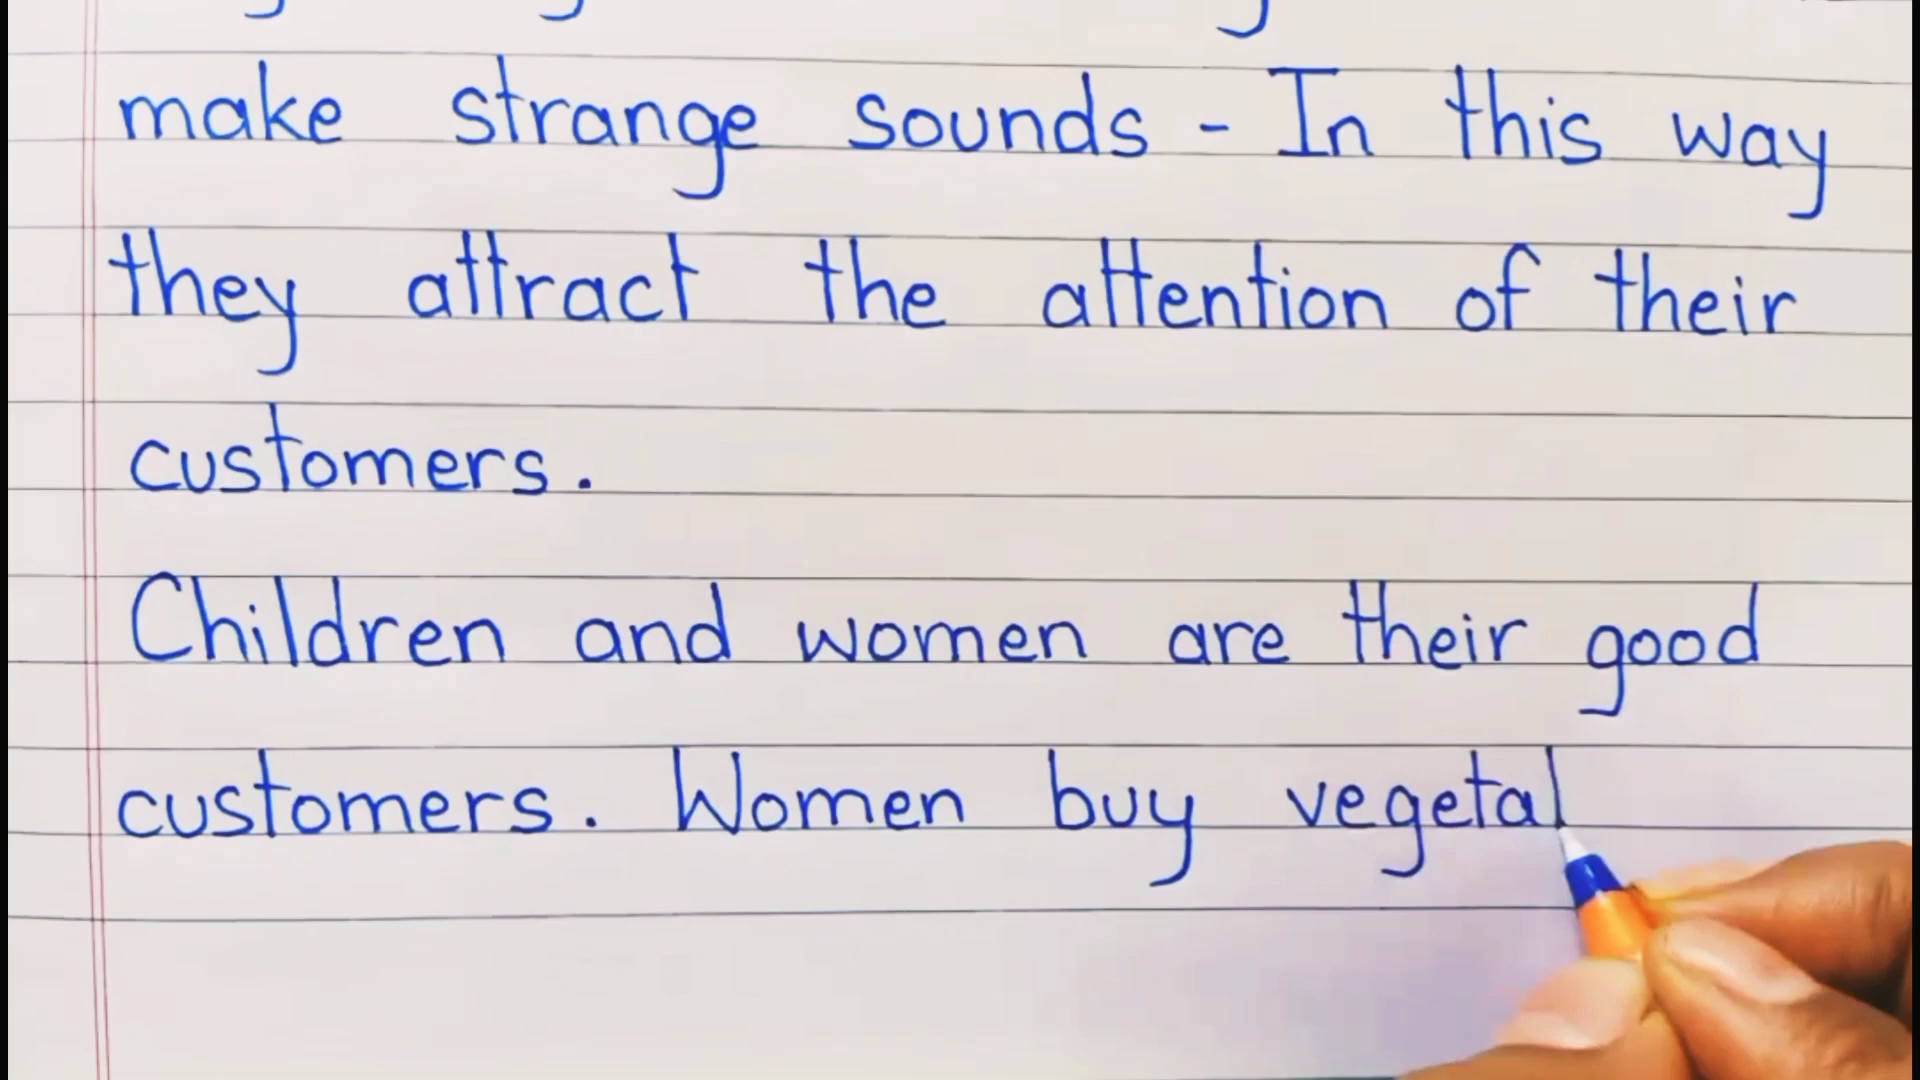 make strange sounds - In this way
they attract the attention of their
customers.
Children and women are their good
customers. Women buy vegetal